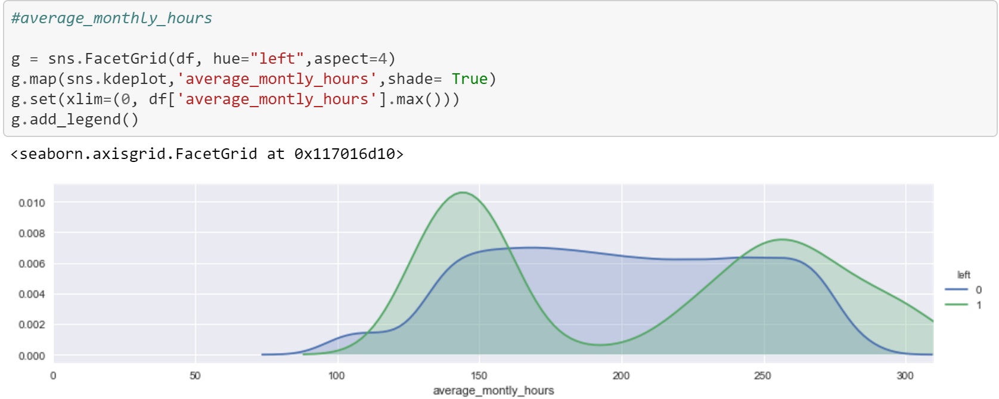 #average_monthly_hours
g = sns.FacetGrid(df, hue="left",aspect=4)
g.map(sns.kdeplot,'average_montly_hours',shade= True)
g.set(xlim=(0, df['average_montly_hours'].max()))
g.add_legend()
<seaborn.axisgrid.FacetGrid at 0x117016d10>
0.010
0.008
0.006
0.004
0.002
0.000
0 50 100 150 200 250 300
average_montly_hours
left
0
1